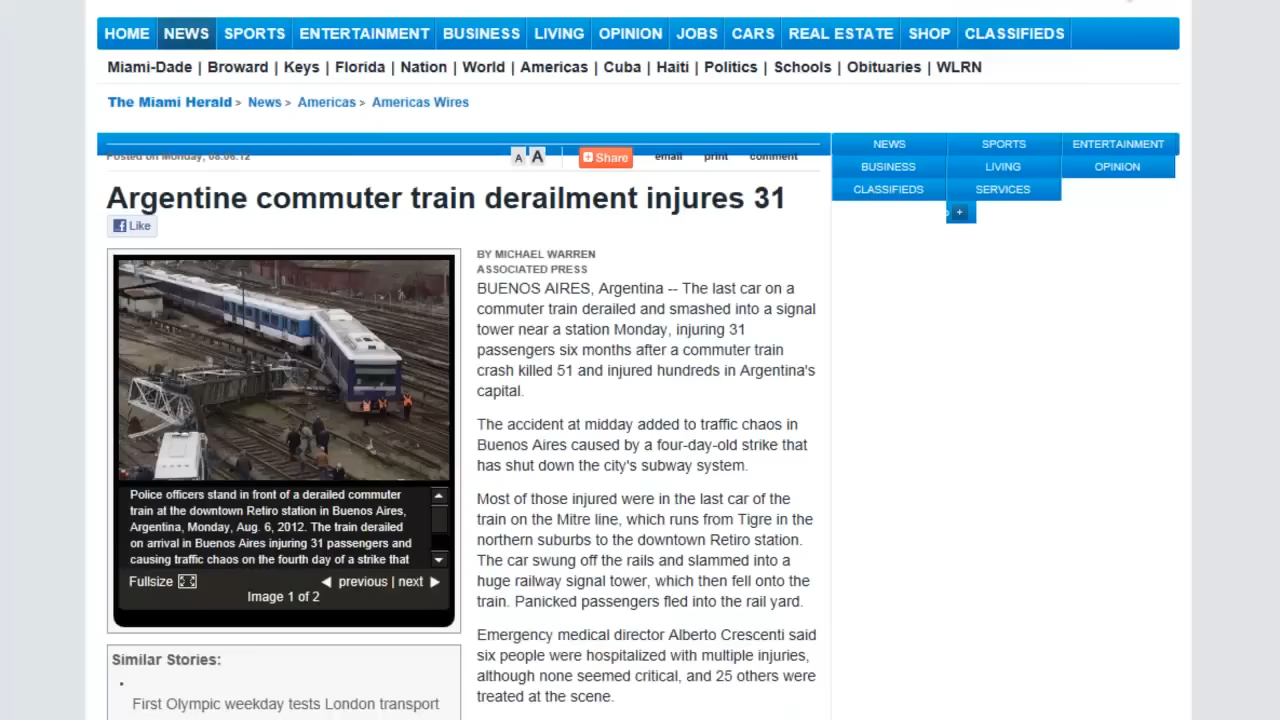 HOME NEWS SPORTS ENTERTAINMENT BUSINESS LIVING OPINION JOBS CARS REAL ESTATE SHOP CLASSIFIEDS
Miami-Dade | Broward | Keys | Florida | Nation | World | Americas | Cuba | Haiti | Politics | Schools | Obituaries | WLRN
The Miami Herald > News > Americas > Americas Wires
NEWS SPORTS ENTERTAINMENT
BUSINESS LIVING OPINION
CLASSIFIEDS SERVICES
+
Posted on Monday, 08.06.12
A A Share email print comment
Argentine commuter train derailment injures 31
Like
BY MICHAEL WARREN
ASSOCIATED PRESS
BUENOS AIRES, Argentina -- The last car on a
commuter train derailed and smashed into a signal
tower near a station Monday, injuring 31
passengers six months after a commuter train
crash killed 51 and injured hundreds in Argentina's
capital.
The accident at midday added to traffic chaos in
Buenos Aires caused by a four-day-old strike that
has shut down the city's subway system.
Most of those injured were in the last car of the
train on the Mitre line, which runs from Tigre in the
northern suburbs to the downtown Retiro station.
The car swung off the rails and slammed into a
huge railway signal tower, which then fell onto the
train. Panicked passengers fled into the rail yard.
Emergency medical director Alberto Crescenti said
six people were hospitalized with multiple injuries,
although none seemed critical, and 25 others were
treated at the scene.
Police officers stand in front of a derailed commuter
train at the downtown Retiro station in Buenos Aires,
Argentina, Monday, Aug. 6, 2012. The train derailed
on arrival in Buenos Aires injuring 31 passengers and
causing traffic chaos on the fourth day of a strike that
Fullsize previous | next
Image 1 of 2
Similar Stories:
•
First Olympic weekday tests London transport